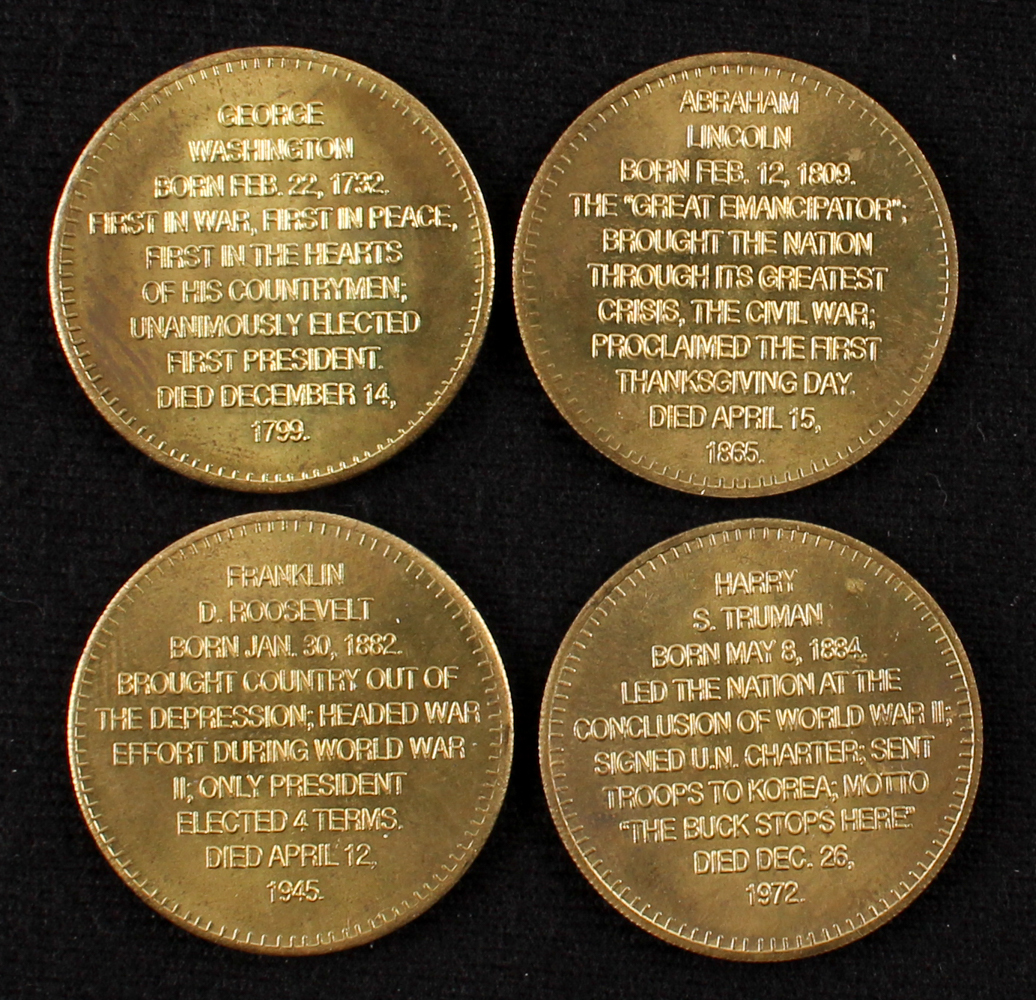 GEORGE
WASHINGTON
BORN FEB. 22, 1732.
FIRST IN WAR, FIRST IN PEACE,
FIRST IN THE HEARTS
OF HIS COUNTRYMEN;
UNANIMOUSLY ELECTED
FIRST PRESIDENT.
DIED DECEMBER 14,
1799.
ABRAHAM
LINCOLN
BORN FEB. 12, 1809.
THE "GREAT EMANCIPATOR";
BROUGHT THE NATION
THROUGH ITS GREATEST
CRISIS, THE CIVIL WAR;
PROCLAIMED THE FIRST
THANKSGIVING DAY.
DIED APRIL 15,
1865.
FRANKLIN
D. ROOSEVELT
BORN JAN. 30, 1882.
BROUGHT COUNTRY OUT OF
THE DEPRESSION; HEADED WAR
EFFORT DURING WORLD WAR
II; ONLY PRESIDENT
ELECTED 4 TERMS.
DIED APRIL 12,
1945.
HARRY
S. TRUMAN
BORN MAY 8, 1884.
LED THE NATION AT THE
CONCLUSION OF WORLD WAR II;
SIGNED U.N. CHARTER; SENT
TROOPS TO KOREA; MOTTO
"THE BUCK STOPS HERE"
DIED DEC. 26,
1972.